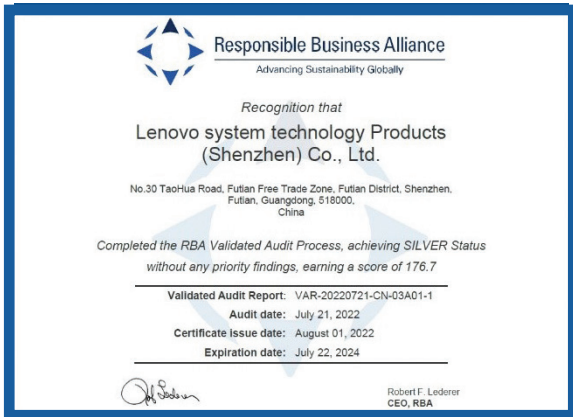 Responsible Business Alliance
Advancing Sustainability Globally
Recognition that
Lenovo system technology Products
(Shenzhen) Co., Ltd.
No.30 TaoHua Road, Futian Free Trade Zone, Futian District, Shenzhen,
Futian, Guangdong, 518000,
China
Completed the RBA Validated Audit Process, achieving SILVER Status
without any priority findings, earning a score of 176.7
Validated Audit Report: VAR-20220721-CN-03A01-1
Audit date: July 21, 2022
Certificate Issue date: August 01, 2022
Expiration date: July 22, 2024
Robert F. Lederer
CEO, RBA